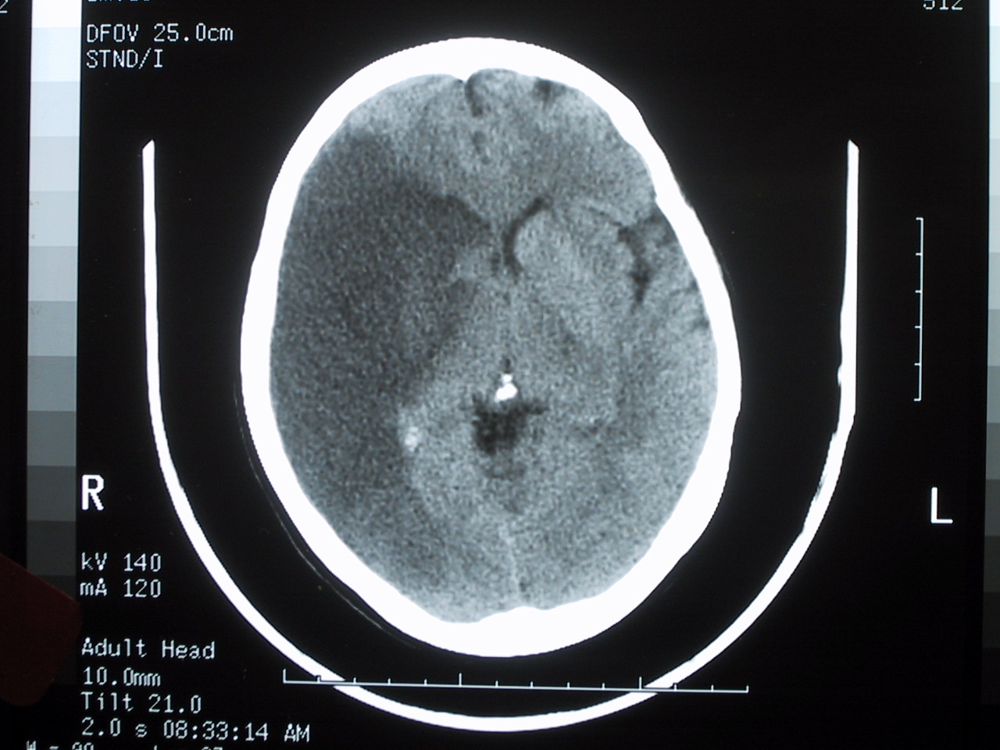 512
DFOV 25.0cm
STND/I
R
L
kV 140
mA 120
Adult Head
10.0mm
Tilt 21.0
2.0 s 08:33:14 AM